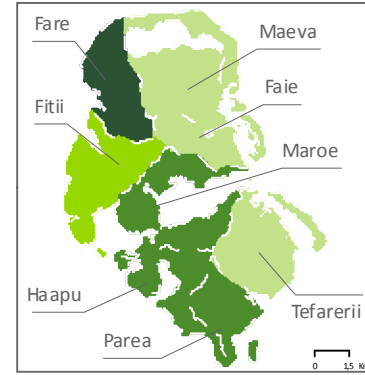 Fare
Maeva
Faie
Fitii
Maroe
Haapu
Tefarerii
Parea
0 1,5 K